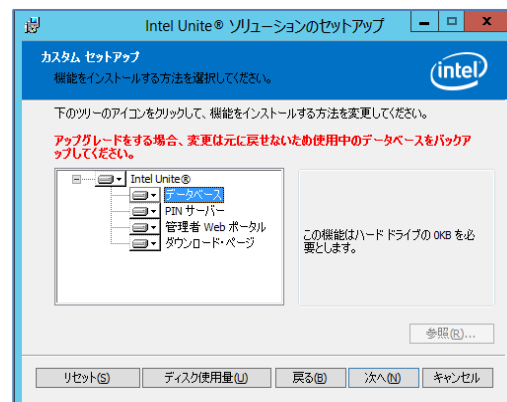 Intel Unite® ソリューションのセットアップ
カスタム セットアップ
機能をインストールする方法を選択してください。
intel
下のツリーのアイコンをクリックして、機能をインストールする方法を変更してください。
アップグレードをする場合、変更は元に戻せないため使用中のデータベースをバックア
ップしてください。
Intel Unite®
データベース
PIN サーバー
管理者 Web ポータル
ダウンロード・ページ
この機能はハード ドライブの 0KB を必
要とします。
参照(R)...
リセット(S) ディスク使用量(U) 戻る(B) 次へ(N) キャンセル